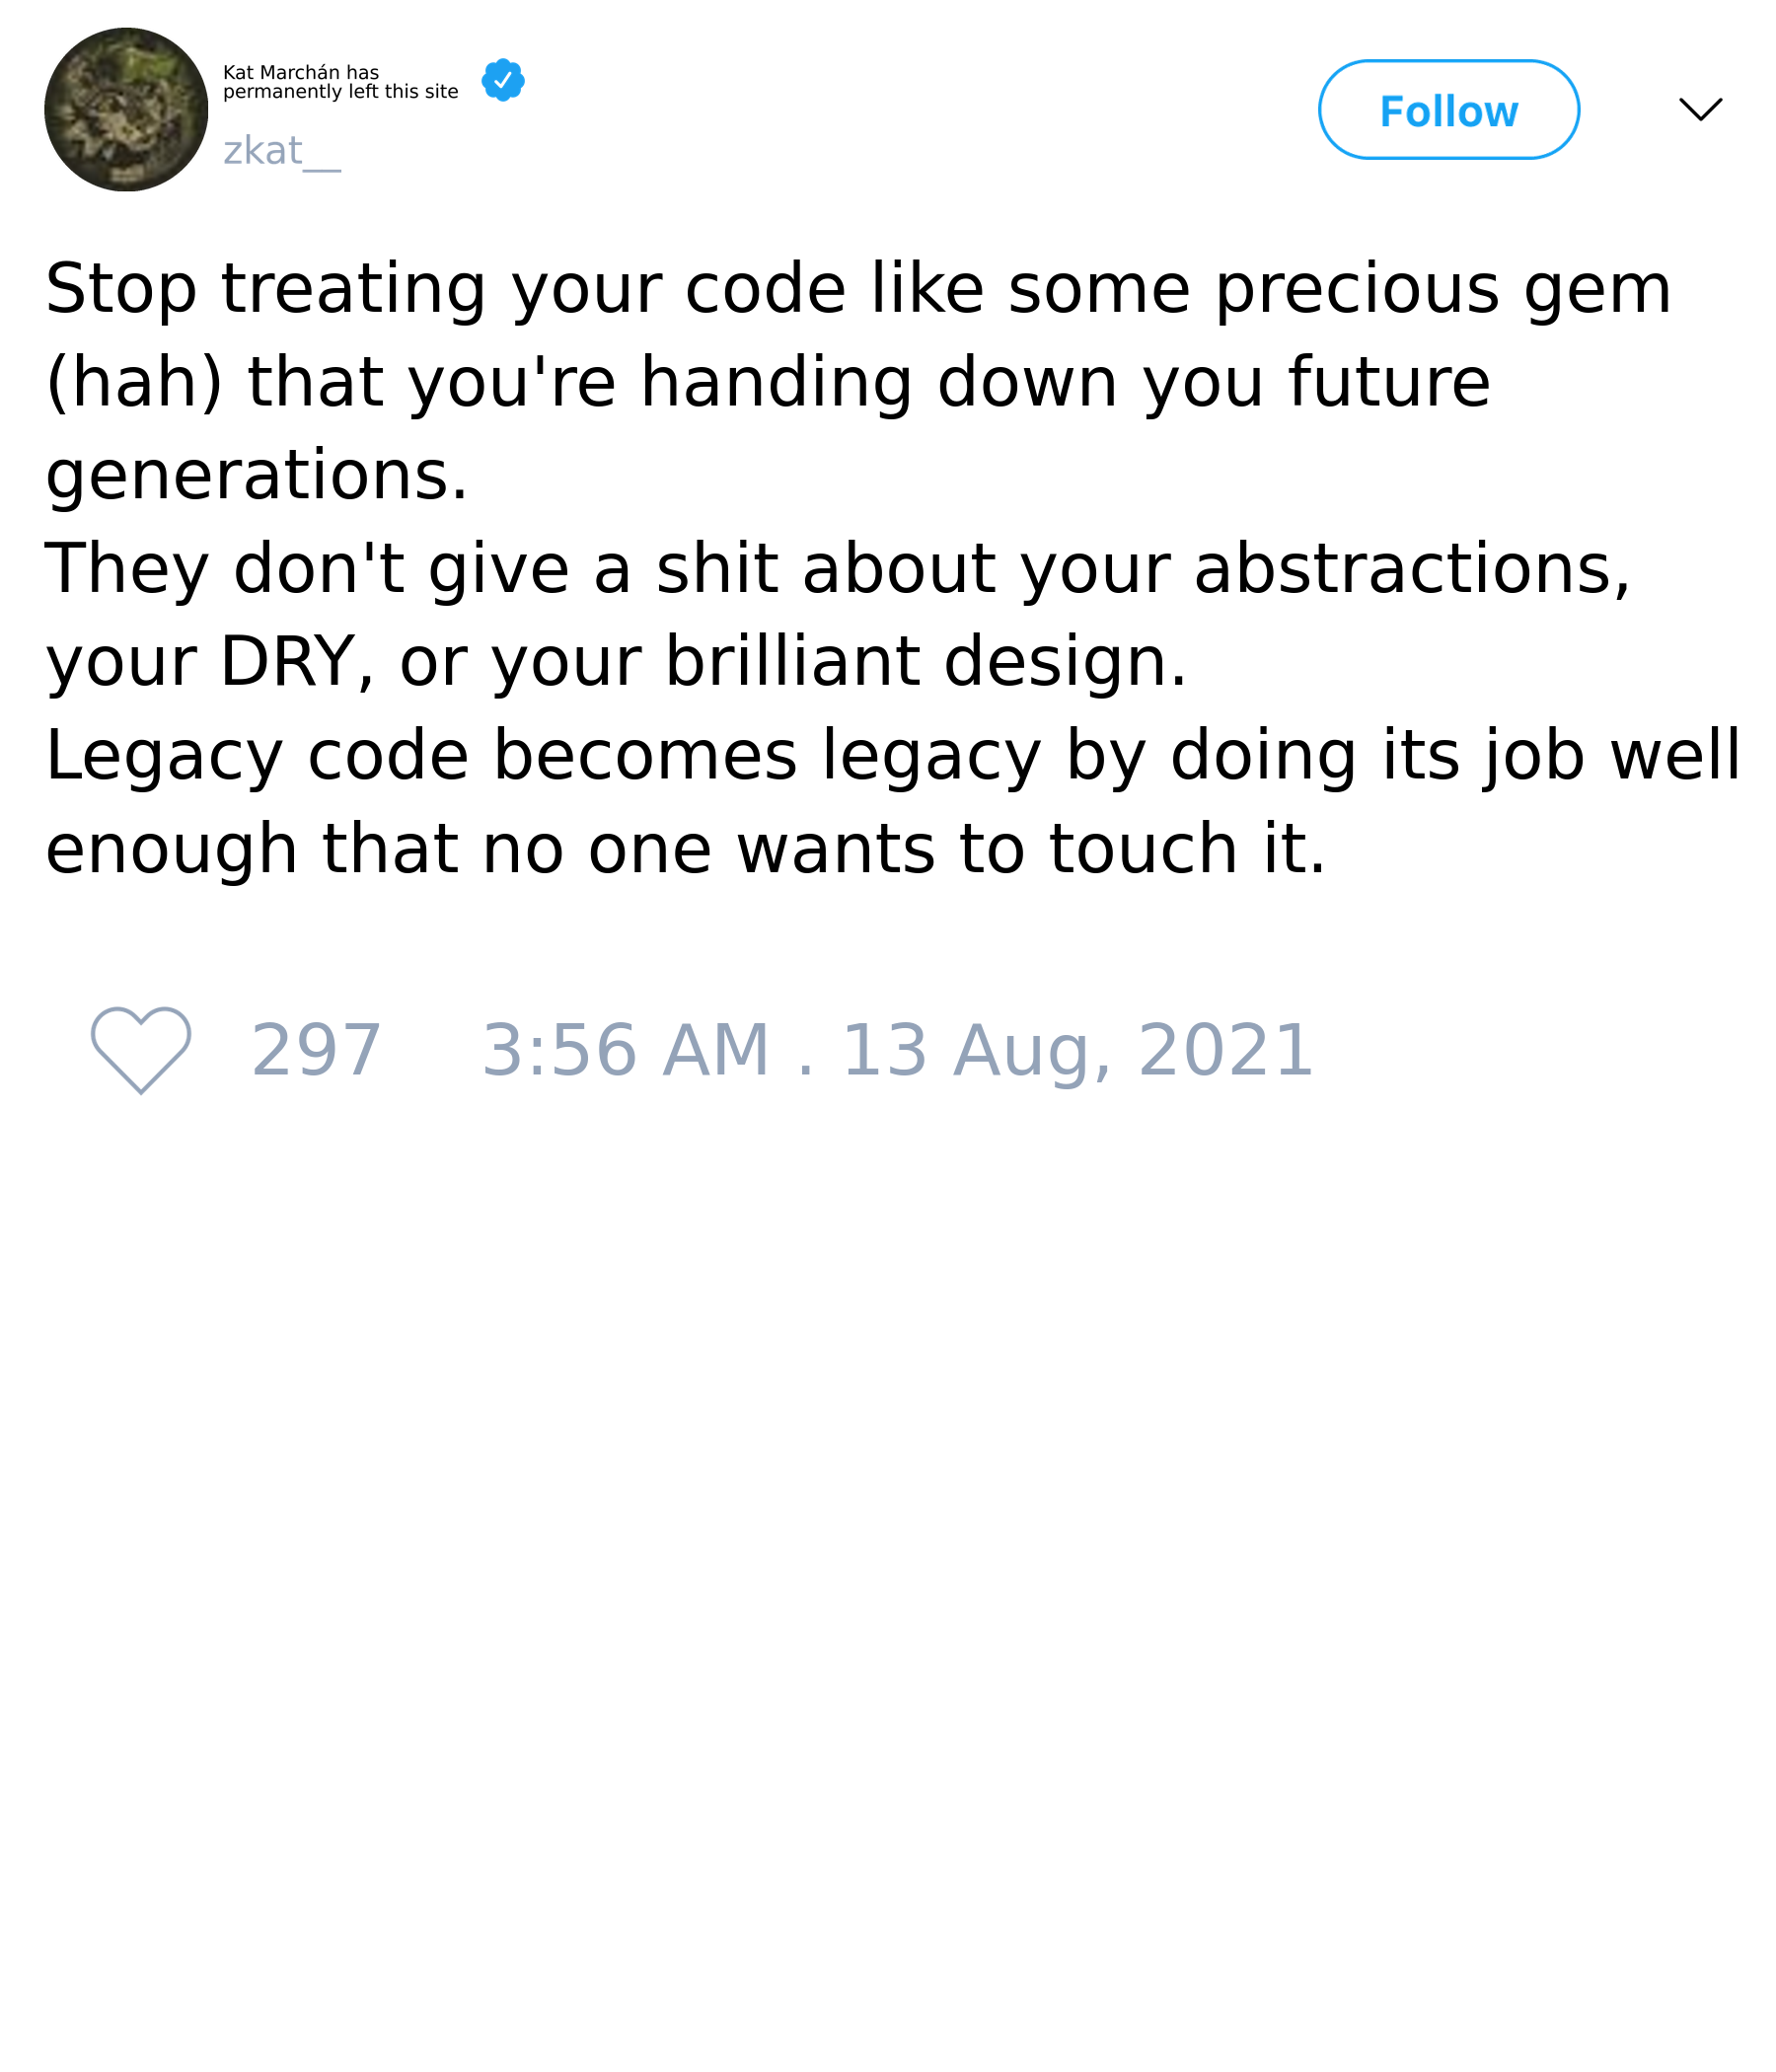 Kat Marchán has
permanently left this site
zkat__
Follow
Stop treating your code like some precious gem
(hah) that you're handing down you future
generations.
They don't give a shit about your abstractions,
your DRY, or your brilliant design.
Legacy code becomes legacy by doing its job well
enough that no one wants to touch it.
297 3:56 AM . 13 Aug, 2021